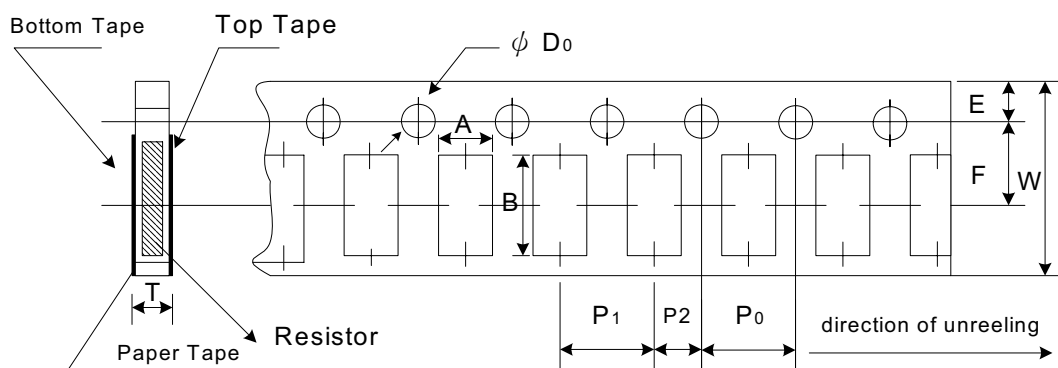 Bottom Tape
Top Tape
ϕ D0
E
A
F
W
B
T
P1
P2
P0
direction of unreeling
Resistor
Paper Tape